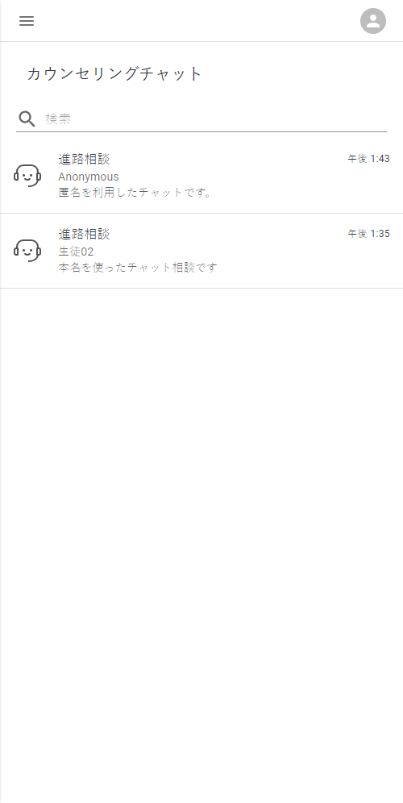 カウンセリングチャット
検索
進路相談 午後 1:43
Anonymous
匿名を利用したチャットです。
進路相談 午後 1:35
生徒02
本名を使ったチャット相談です